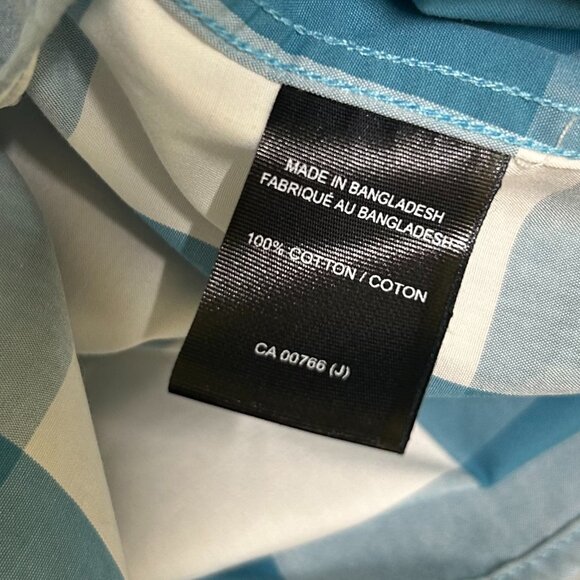 MADE IN BANGLADESH
FABRIQUÉ AU BANGLADESH
100% COTTON / COTON
CA 00766 (J)